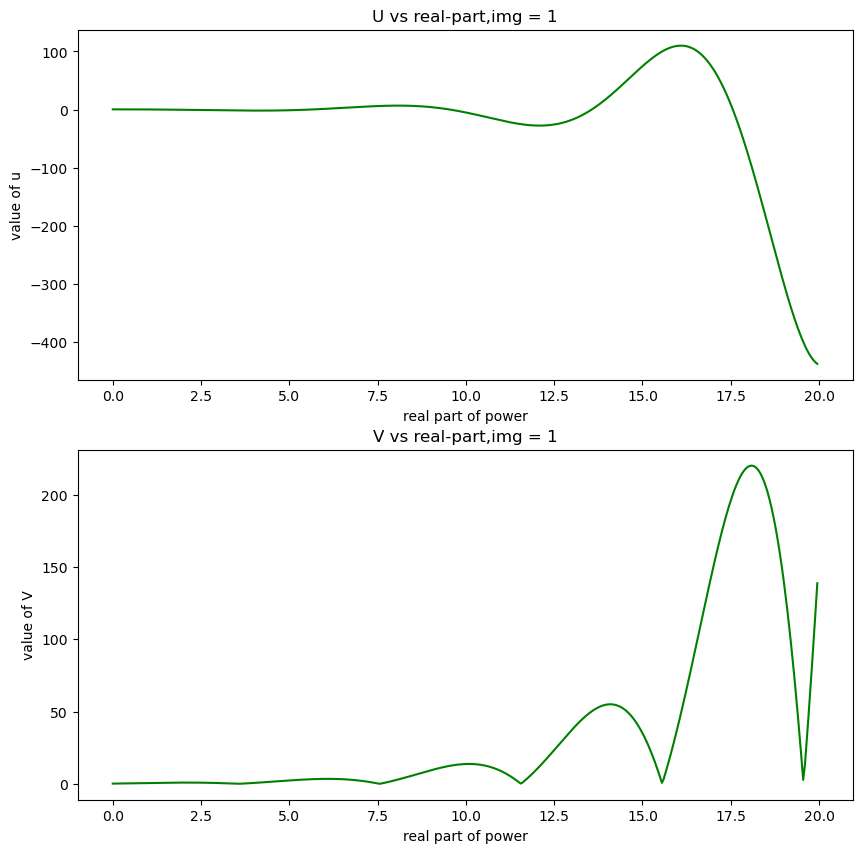 U vs real-part,img = 1
100
0
−100
−200
−300
−400
value of u
0.0 2.5 5.0 7.5 10.0 12.5 15.0 17.5 20.0
real part of power
V vs real-part,img = 1
200
150
100
50
0
value of V
0.0 2.5 5.0 7.5 10.0 12.5 15.0 17.5 20.0
real part of power